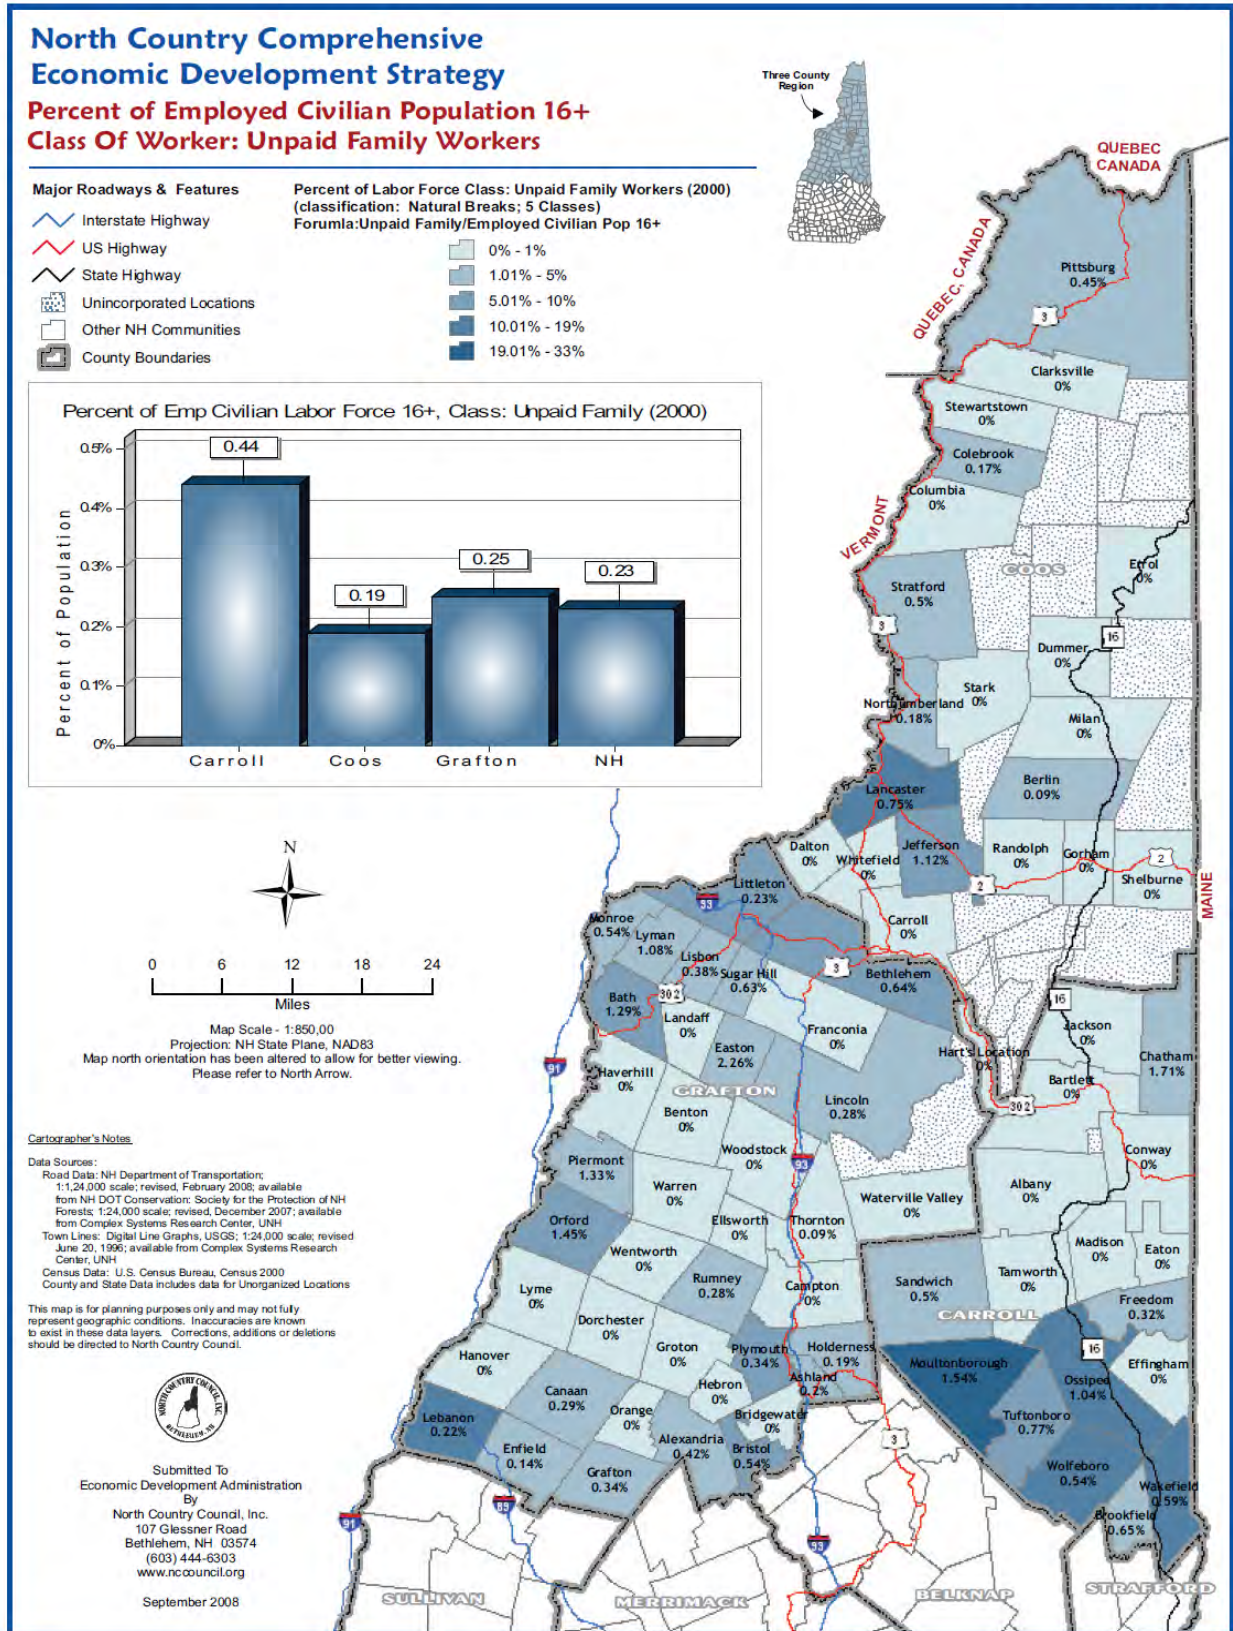 North Country Comprehensive
Economic Development Strategy
Percent of Employed Civilian Population 16+
Class Of Worker: Unpaid Family Workers
Three County
Region
Major Roadways & Features
Interstate Highway
US Highway
State Highway
Unincorporated Locations
Other NH Communities
County Boundaries
Percent of Labor Force Class: Unpaid Family Workers (2000)
(classification: Natural Breaks; 5 Classes)
Forumla:Unpaid Family/Employed Civilian Pop 16+
0% - 1%
1.01% - 5%
5.01% - 10%
10.01% - 19%
19.01% - 33%
Percent of Emp Civilian Labor Force 16+, Class: Unpaid Family (2000)
Percent of Population
0.5%
0.4%
0.3%
0.2%
0.1%
0%
0.44
0.19
0.25
0.23
Carroll
Coos
Grafton
NH
N
0 6 12 18 24
Miles
Map Scale - 1:850,00
Projection: NH State Plane, NAD83
Map north orientation has been altered to allow for better viewing.
Please refer to North Arrow.
Cartographer's Notes
Data Sources:
Road Data: NH Department of Transportation;
1:1,24,000 scale; revised, February 2008; available
from NH DOT Conservation: Society for the Protection of NH
Forests; 1:24,000 scale; revised, December 2007; available
from Complex Systems Research Center, UNH
Town Lines: Digital Line Graphs, USGS; 1:24,000 scale; revised
June 20, 1996; available from Complex Systems Research
Center, UNH
Census Data: U.S. Census Bureau, Census 2000
County and State Data includes data for Unorganized Locations
This map is for planning purposes only and may not fully
represent geographic conditions. Inaccuracies are known
to exist in these data layers. Corrections, additions or deletions
should be directed to North Country Council.
NORTH COUNTRY COUNCIL, INC.
BETHLEHEM, NH
Submitted To
Economic Development Administration
By
North Country Council, Inc.
107 Glessner Road
Bethlehem, NH 03574
(603) 444-6303
www.nccouncil.org
September 2008
QUEBEC
CANADA
QUEBEC, CANADA
VERMONT
MAINE
Pittsburg
0.45%
3
Clarksville
0%
Stewartstown
0%
Colebrook
0.17%
Columbia
0%
COOS
Errol
0%
Stratford
0.5%
3
16
Dummer
0%
Stark
0%
Northumberland
0.18%
Milan
0%
Lancaster
0.75%
Berlin
0.09%
Dalton
0%
Whitefield
0%
Jefferson
1.12%
Randolph
0%
Gorham
0%
2
Shelburne
0%
2
Littleton
0.23%
93
Carroll
0%
Monroe
0.54%
Lyman
1.08%
Lisbon
0.38%
Sugar Hill
0.63%
3
Bethlehem
0.64%
Bath
1.29%
302
Landaff
0%
Franconia
0%
16
Jackson
0%
Hart's Location
0%
Easton
2.26%
Chatham
1.71%
91
Haverhill
0%
GRAFTON
Bartlett
0%
Lincoln
0.28%
302
Benton
0%
Woodstock
0%
93
Conway
0%
Piermont
1.33%
Warren
0%
Albany
0%
Waterville Valley
0%
Orford
1.45%
Ellsworth
0%
Thornton
0.09%
Wentworth
0%
Madison
0%
Eaton
0%
Rumney
0.28%
Campton
0%
Sandwich
0.5%
Tamworth
0%
Lyme
0%
Freedom
0.32%
CARROLL
Dorchester
0%
Groton
0%
Plymouth
0.34%
Holderness
0.19%
16
Hanover
0%
Moultonborough
1.54%
Effingham
0%
Ossipee
1.04%
Hebron
0%
Ashland
0.2%
Canaan
0.29%
Orange
0%
Bridgewater
0%
Tuftonboro
0.77%
Lebanon
0.22%
Alexandria
0.42%
Bristol
0.54%
3
Enfield
0.14%
Grafton
0.34%
Wolfeboro
0.54%
Wakefield
0.59%
Brookfield
0.65%
89
91
93
SULLIVAN
MERRIMACK
BELKNAP
STRAFFORD